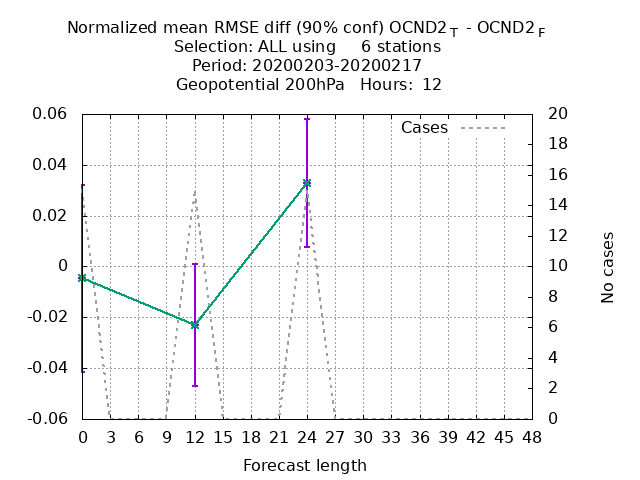 Normalized mean RMSE diff (90% conf) OCND2 T - OCND2 F
Selection: ALL using 6 stations
Period: 20200203-20200217
Geopotential 200hPa Hours: 12
0.06
0.04
0.02
0
-0.02
-0.04
-0.06
Cases
20
18
16
14
12
10
8
6
4
2
0
No cases
0 3 6 9 12 15 18 21 24 27 30 33 36 39 42 45 48
Forecast length